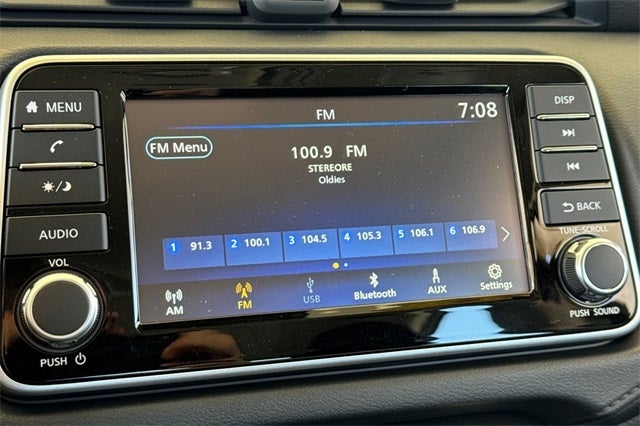 MENU
AUDIO
VOL
PUSH
FM
7:08
FM Menu
100.9 FM
STEREORE
Oldies
1 91.3 2 100.1 3 104.5 4 105.3 5 106.1 6 106.9
AM FM USB Bluetooth AUX Settings
DISP
BACK
TUNE·SCROLL
PUSH SOUND